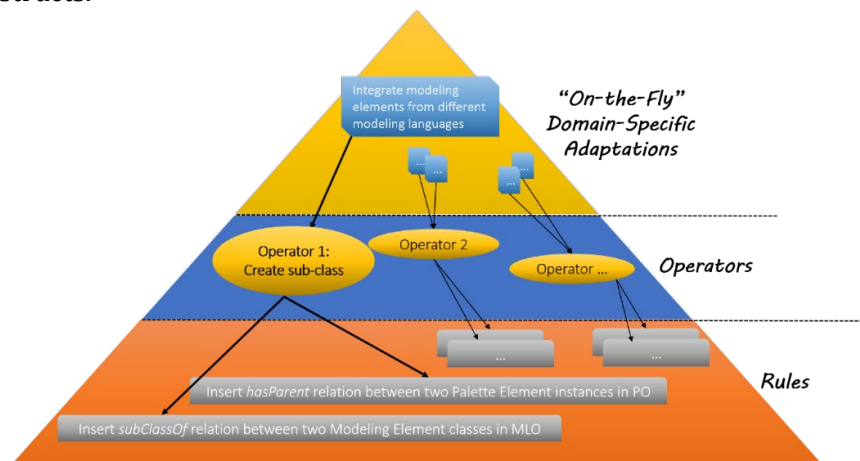 structs.
Integrate modeling
elements from different
modeling languages
“On-the-Fly”
Domain-Specific
Adaptations
...
...
...
...
Operator 1:
Create sub-class
Operator 2
Operator ...
Operators
...
...
Rules
Insert hasParent relation between two Palette Element instances in PO
Insert subClassOf relation between two Modeling Element classes in MLO